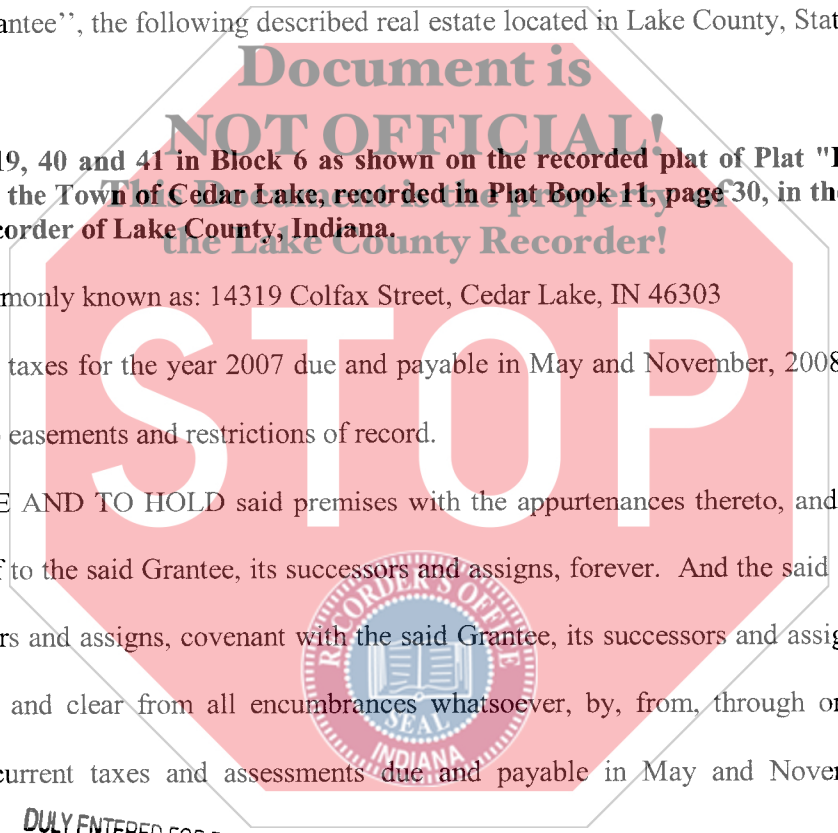 antee”, the following described real estate located in Lake County, Stat
Document is
NOT OFFICIAL!
19, 40 and 41 in Block 6 as shown on the recorded plat of Plat "
This Document is the property of
the Town of Cedar Lake, recorded in Plat Book 11, page 30, in the
corder of Lake County, Indiana.
the Lake County Recorder!
monly known as: 14319 Colfax Street, Cedar Lake, IN 46303
taxes for the year 2007 due and payable in May and November, 2008
STOP
easements and restrictions of record.
E AND TO HOLD said premises with the appurtenances thereto, and
to the said Grantee, its successors and assigns, forever. And the said
rs and assigns, covenant with the said Grantee, its successors and assig
and clear from all encumbrances whatsoever, by, from, through or
current taxes and assessments due and payable in May and Nove
RECORDER'S OFFICE
SEAL
INDIANA
DULY ENTERED FOR